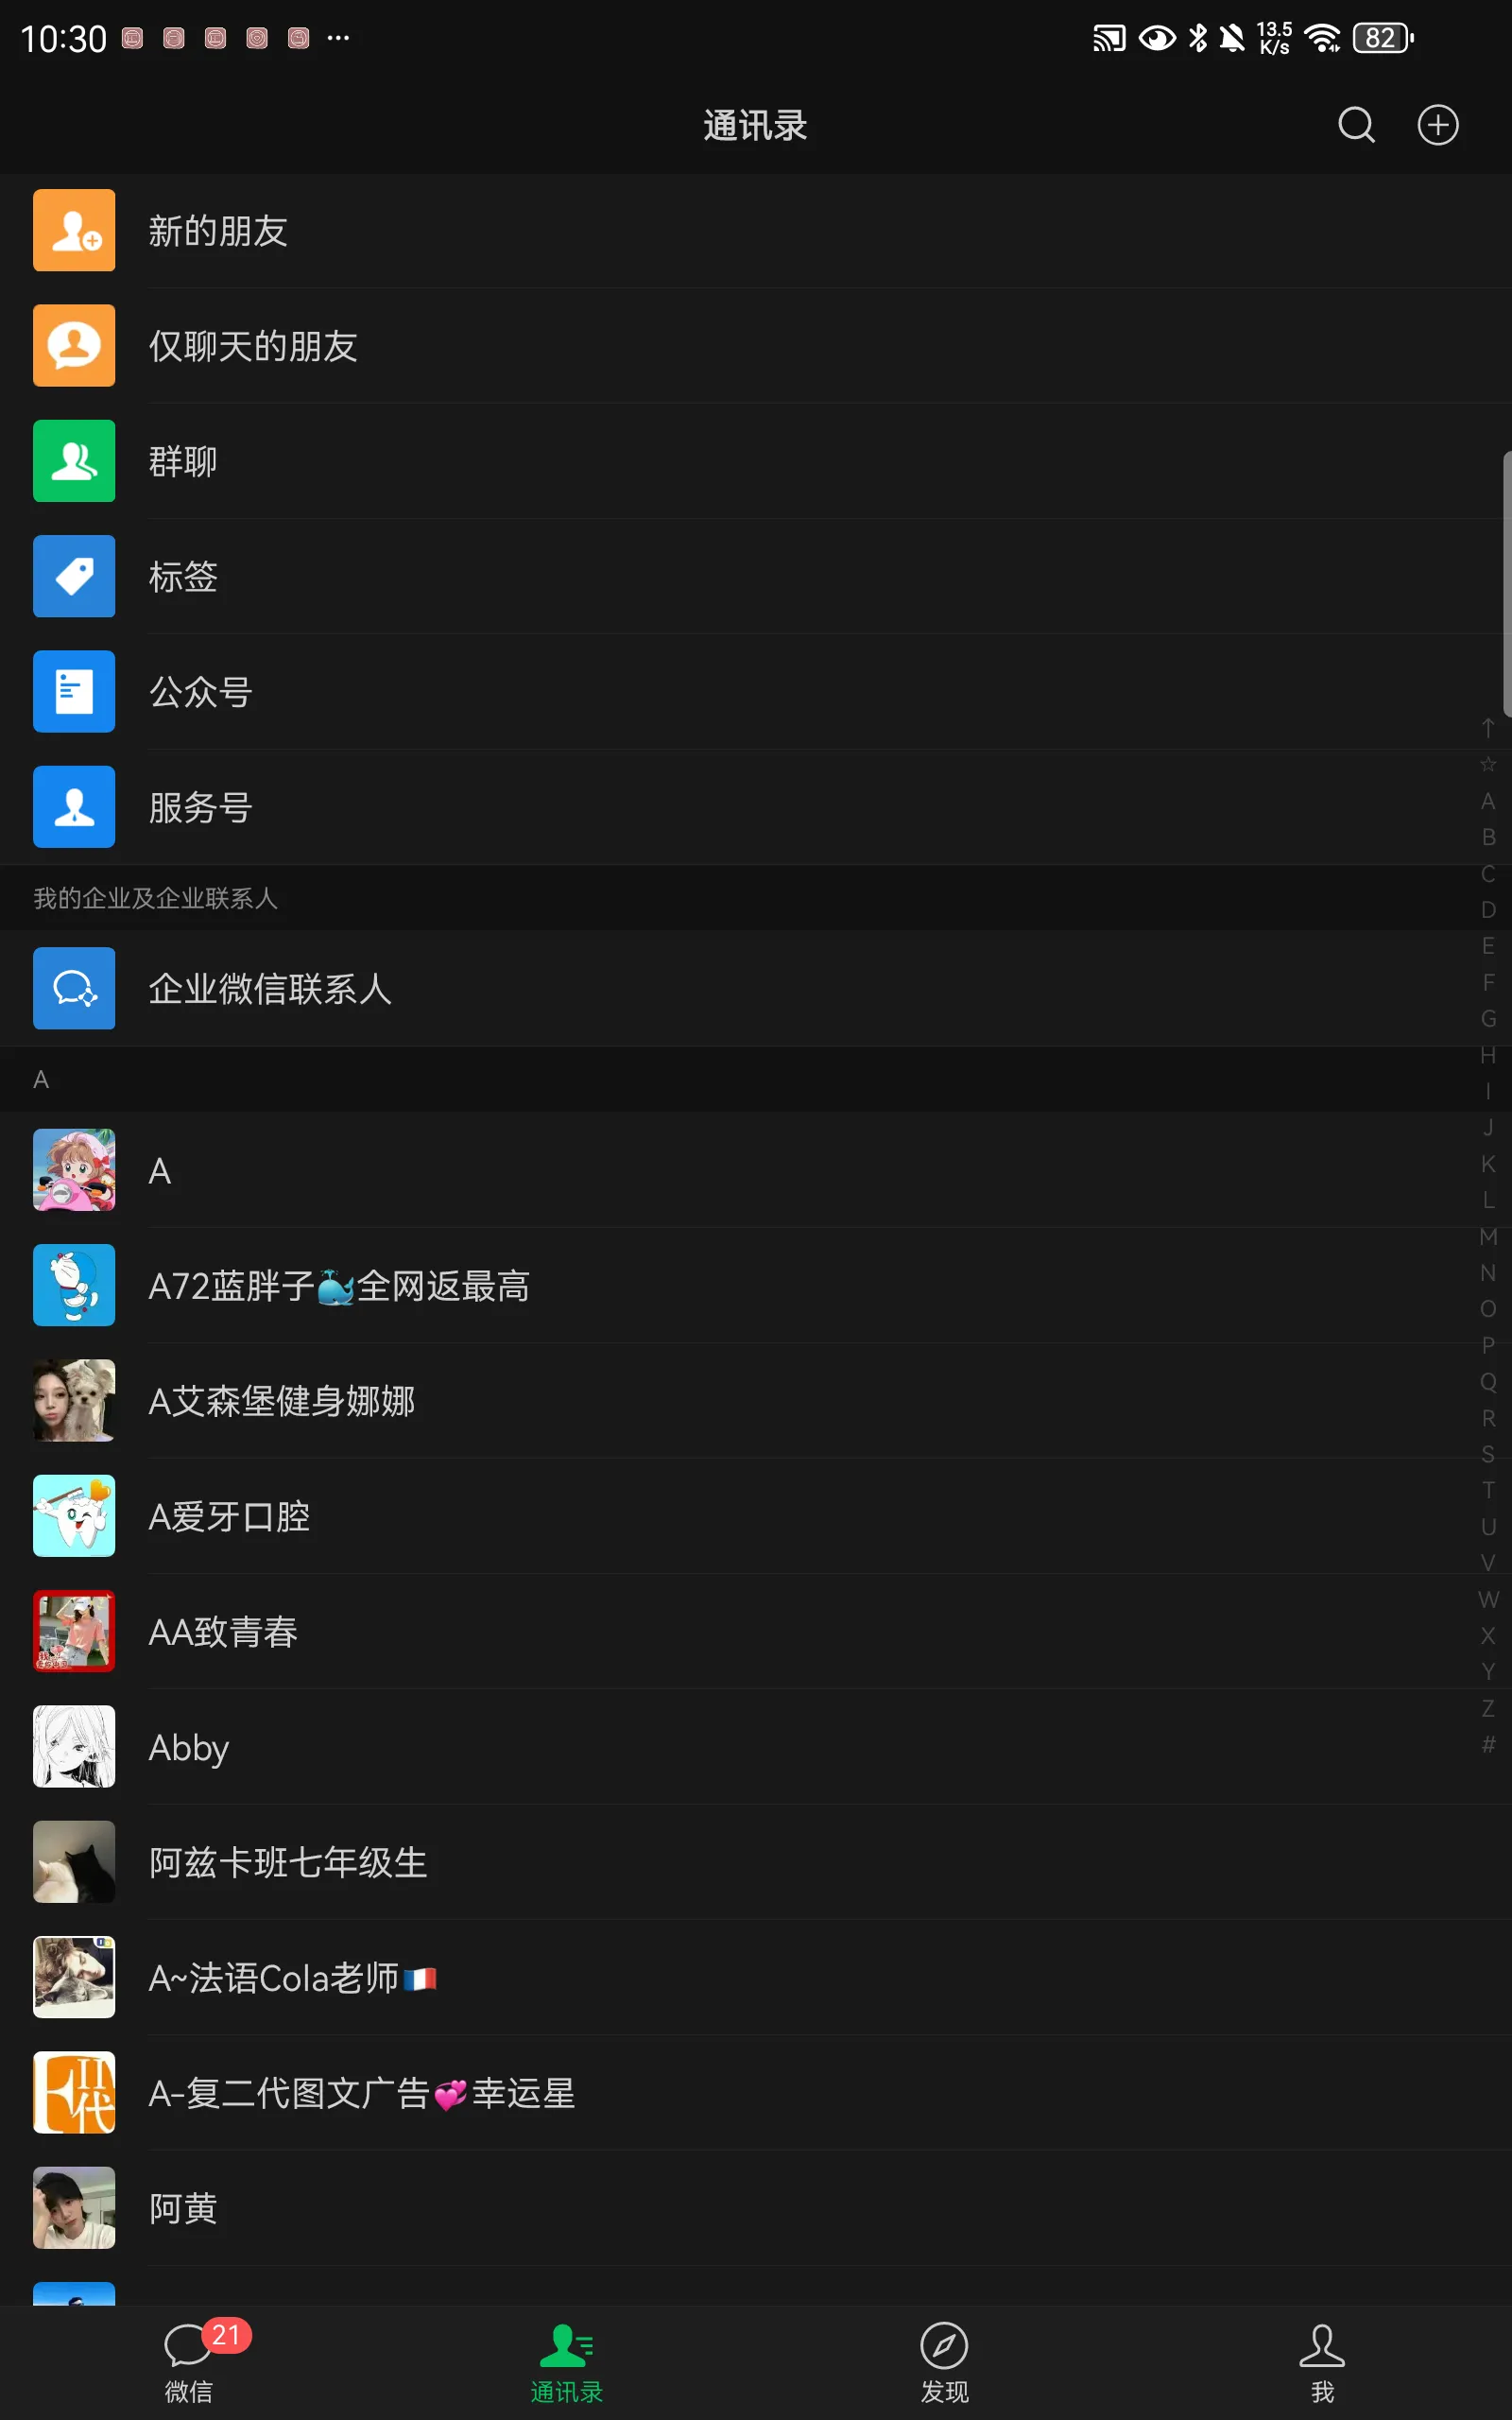 10:30
13.5
K/s
82
通讯录
新的朋友
仅聊天的朋友
群聊
标签
公众号
服务号
我的企业及企业联系人
企业微信联系人
A
A
A72蓝胖子🐳全网返最高
A艾森堡健身娜娜
A爱牙口腔
AA致青春
Abby
阿兹卡班七年级生
A~法语Cola老师🇫🇷
A-复二代图文广告💞幸运星
阿黄
↑
☆
A
B
C
D
E
F
G
H
I
J
K
L
M
N
O
P
Q
R
S
T
U
V
W
X
Y
Z
#
21
微信
通讯录
发现
我